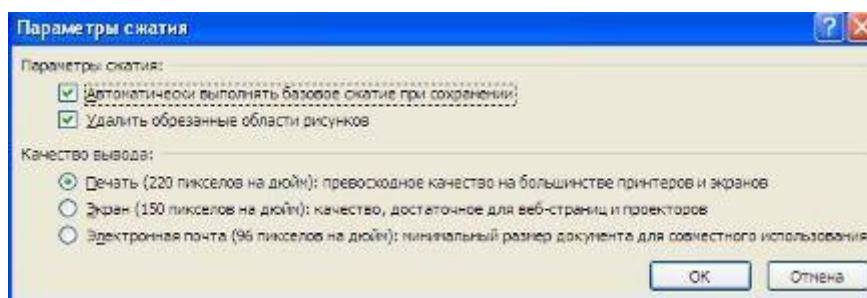 Параметры сжатия
Параметры сжатия:
Автоматически выполнять базовое сжатие при сохранении
Удалить обрезанные области рисунков
Качество вывода:
Печать (220 пикселов на дюйм): превосходное качество на большинстве принтеров и экранов
Экран (150 пикселов на дюйм): качество, достаточное для веб-страниц и проекторов
Электронная почта (96 пикселов на дюйм): минимальный размер документа для совместного использования
ОК Отмена